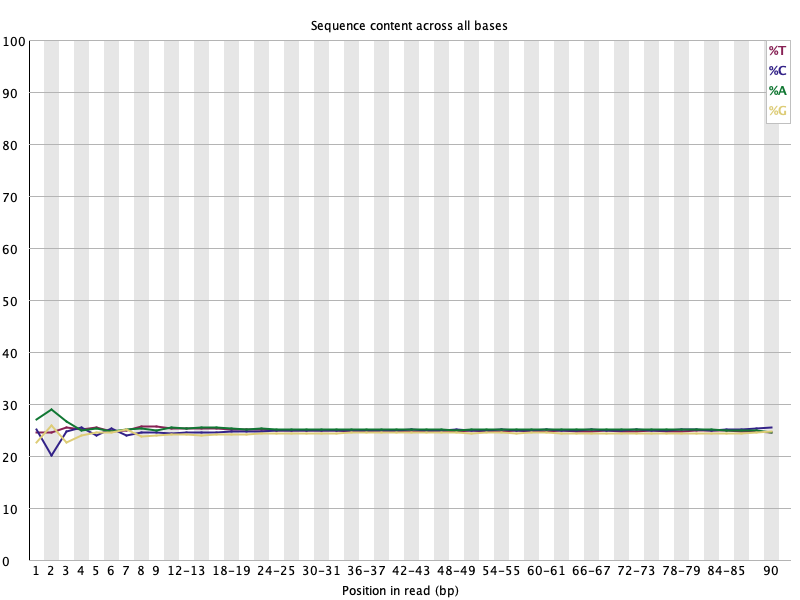 Sequence content across all bases
%T
%C
%A
%G
100
90
80
70
60
50
40
30
20
10
0
1 2 3 4 5 6 7 8 9 12-13 18-19 24-25 30-31 36-37 42-43 48-49 54-55 60-61 66-67 72-73 78-79 84-85 90
Position in read (bp)